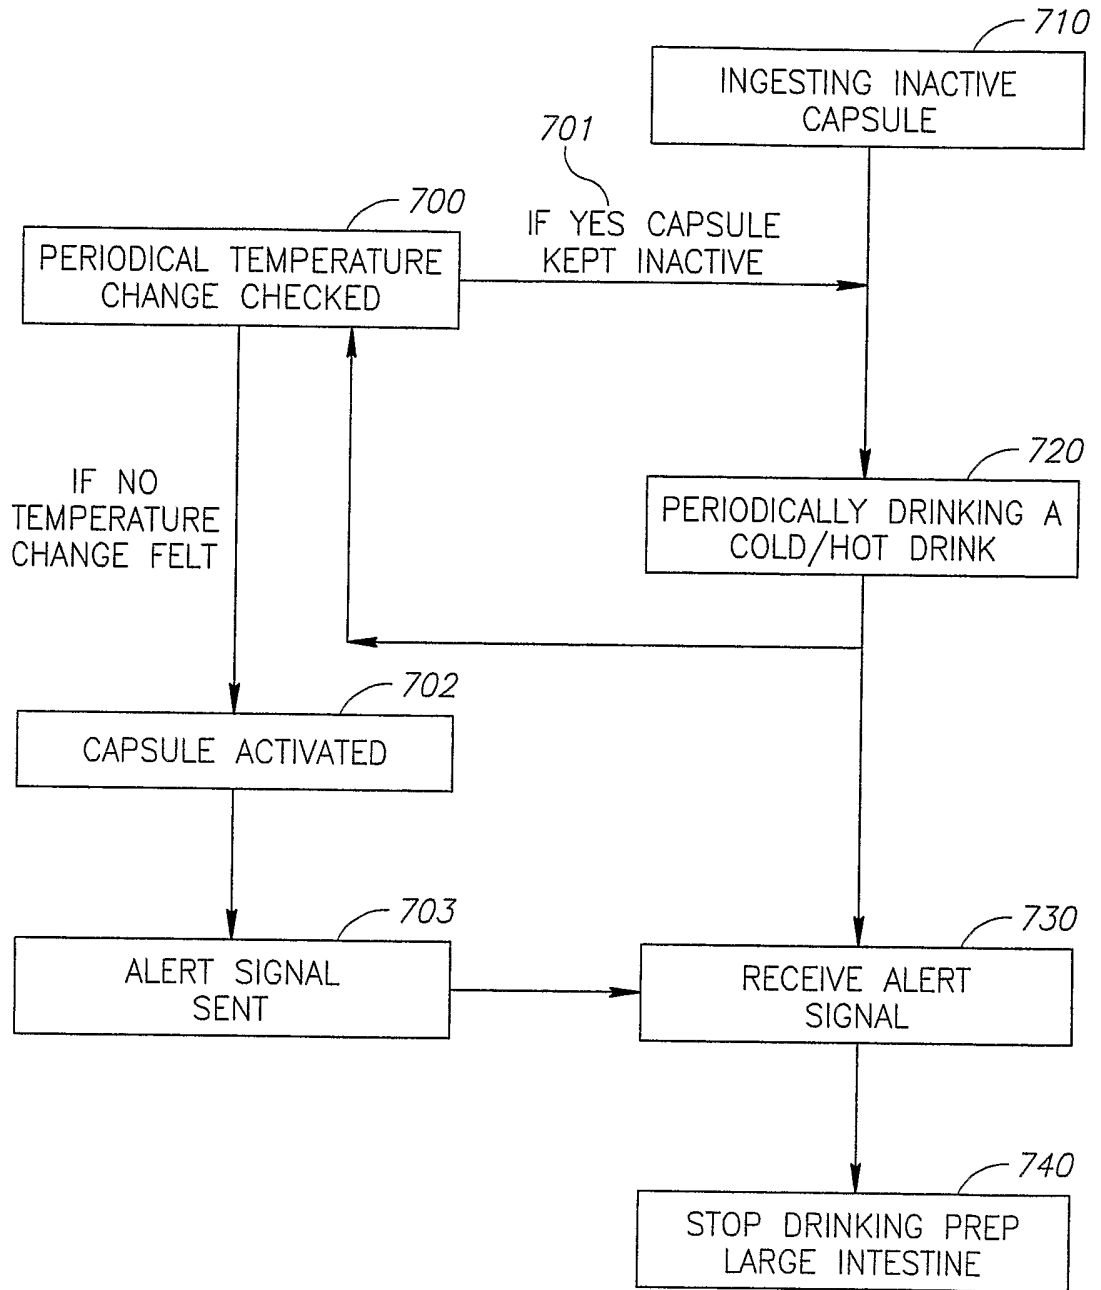 710
INGESTING INACTIVE
CAPSULE
701
IF YES CAPSULE
KEPT INACTIVE
700
PERIODICAL TEMPERATURE
CHANGE CHECKED
IF NO
TEMPERATURE
CHANGE FELT
720
PERIODICALLY DRINKING A
COLD/HOT DRINK
702
CAPSULE ACTIVATED
703
ALERT SIGNAL
SENT
730
RECEIVE ALERT
SIGNAL
740
STOP DRINKING PREP
LARGE INTESTINE